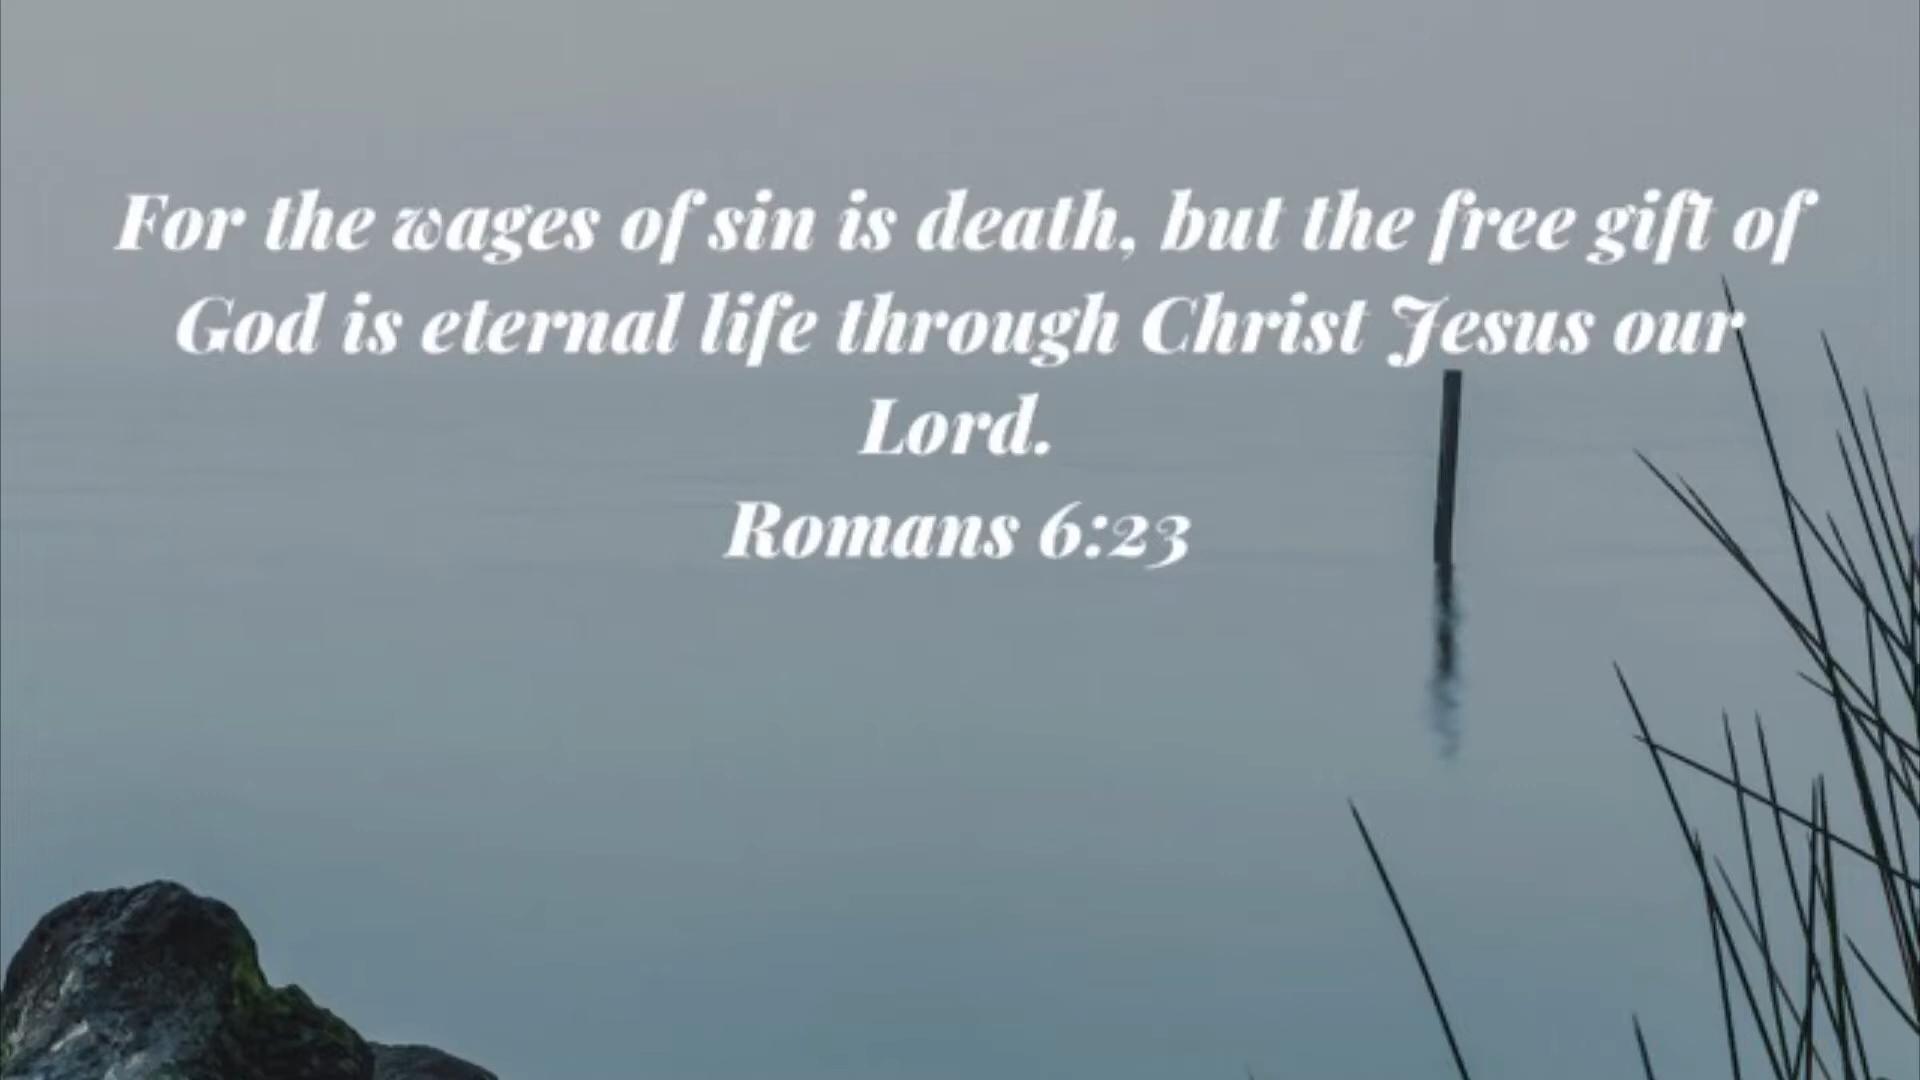 For the wages of sin is death, but the free gift of
God is eternal life through Christ Jesus our
Lord.
Romans 6:23